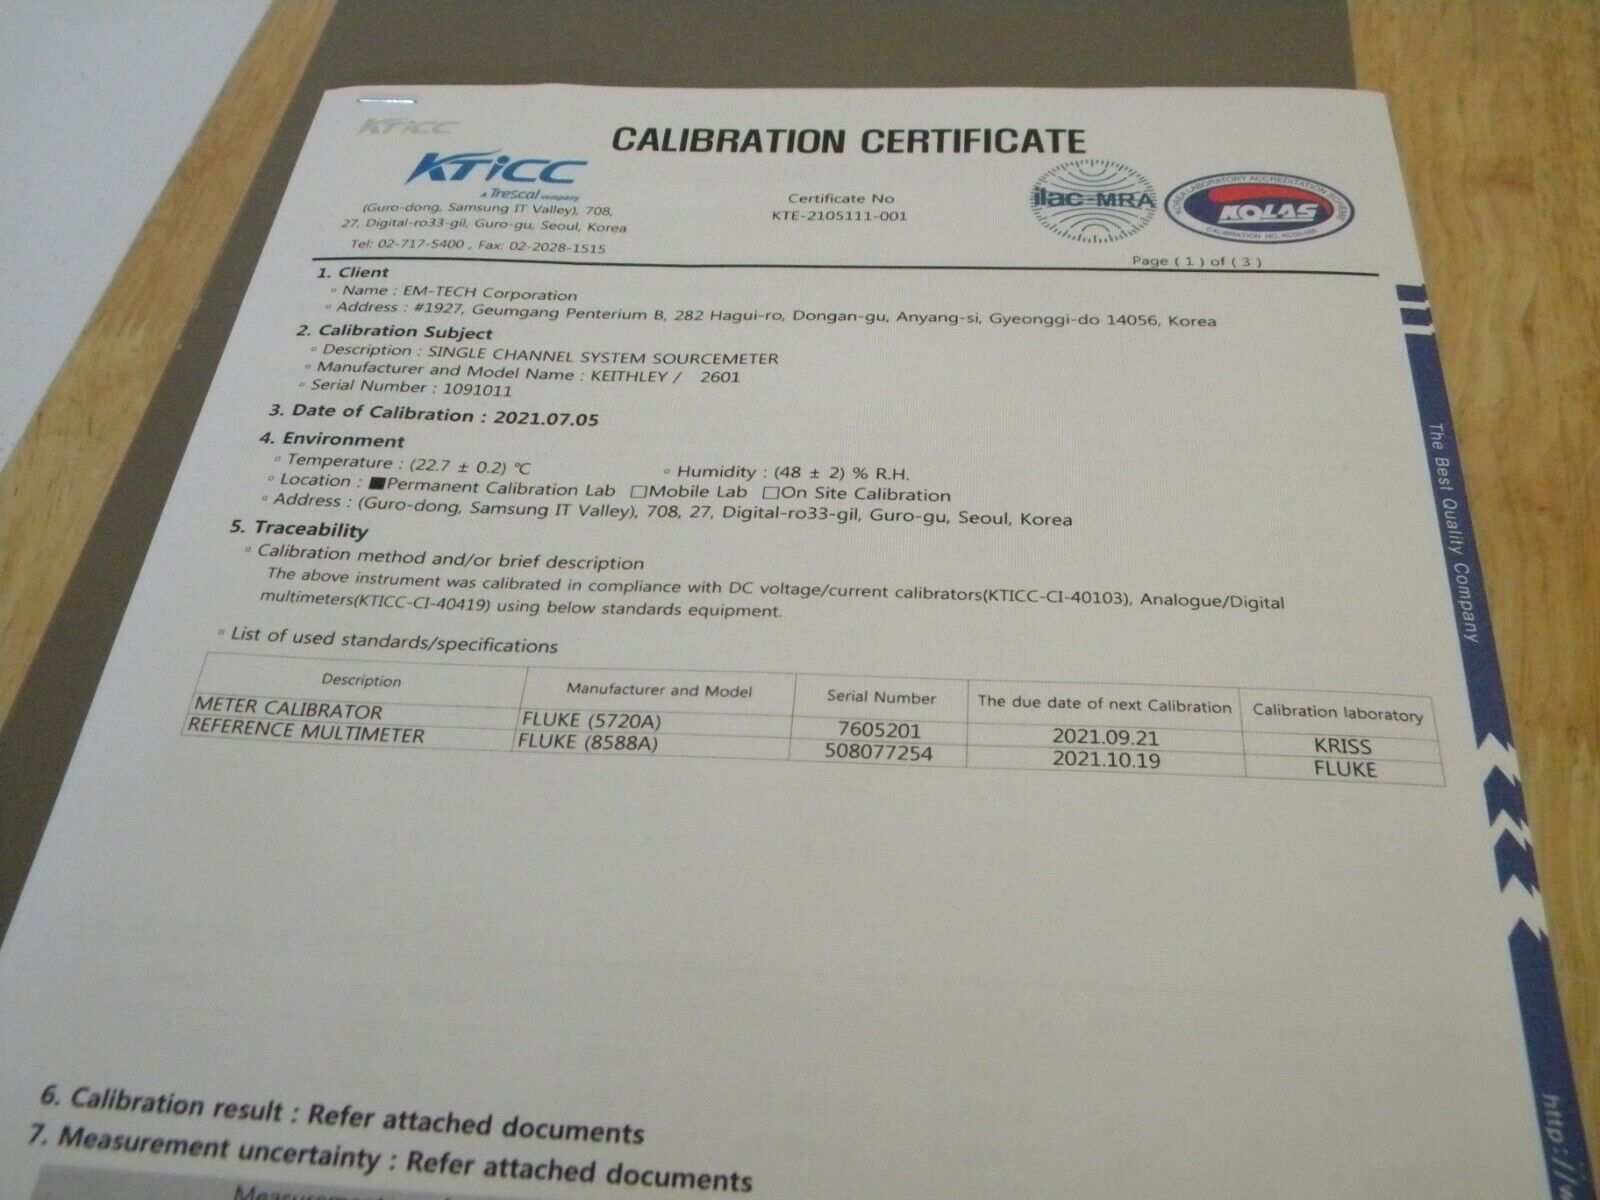 KTiCC
CALIBRATION CERTIFICATE
KTiCC
a Trescal company
(Guro-dong, Samsung IT Valley), 708,
27, Digital-ro33-gil, Guro-gu, Seoul, Korea
Tel: 02-717-5400 , Fax: 02-2028-1515
Certificate No
KTE-2105111-001
ilac-MRA
KOREA LABORATORY ACCREDITATION SCHEME
KOLAS
CALIBRATION NO.
Page ( 1 ) of ( 3 )
1. Client
▫ Name : EM-TECH Corporation
▫ Address : #1927, Geumgang Penterium B, 282 Hagui-ro, Dongan-gu, Anyang-si, Gyeonggi-do 14056, Korea
2. Calibration Subject
▫ Description : SINGLE CHANNEL SYSTEM SOURCEMETER
▫ Manufacturer and Model Name : KEITHLEY / 2601
▫ Serial Number : 1091011
3. Date of Calibration : 2021.07.05
4. Environment
▫ Temperature : (22.7 ± 0.2) ℃ ▫ Humidity : (48 ± 2) % R.H.
▫ Location : ■Permanent Calibration Lab □Mobile Lab □On Site Calibration
▫ Address : (Guro-dong, Samsung IT Valley), 708, 27, Digital-ro33-gil, Guro-gu, Seoul, Korea
5. Traceability
▫ Calibration method and/or brief description
The above instrument was calibrated in compliance with DC voltage/current calibrators(KTICC-CI-40103), Analogue/Digital
multimeters(KTICC-CI-40419) using below standards equipment.
▫ List of used standards/specifications
Description Manufacturer and Model Serial Number The due date of next Calibration Calibration laboratory
METER CALIBRATOR FLUKE (5720A) 7605201 2021.09.21 KRISS
REFERENCE MULTIMETER FLUKE (8588A) 508077254 2021.10.19 FLUKE
6. Calibration result : Refer attached documents
7. Measurement uncertainty : Refer attached documents
The Best Quality Company
http://